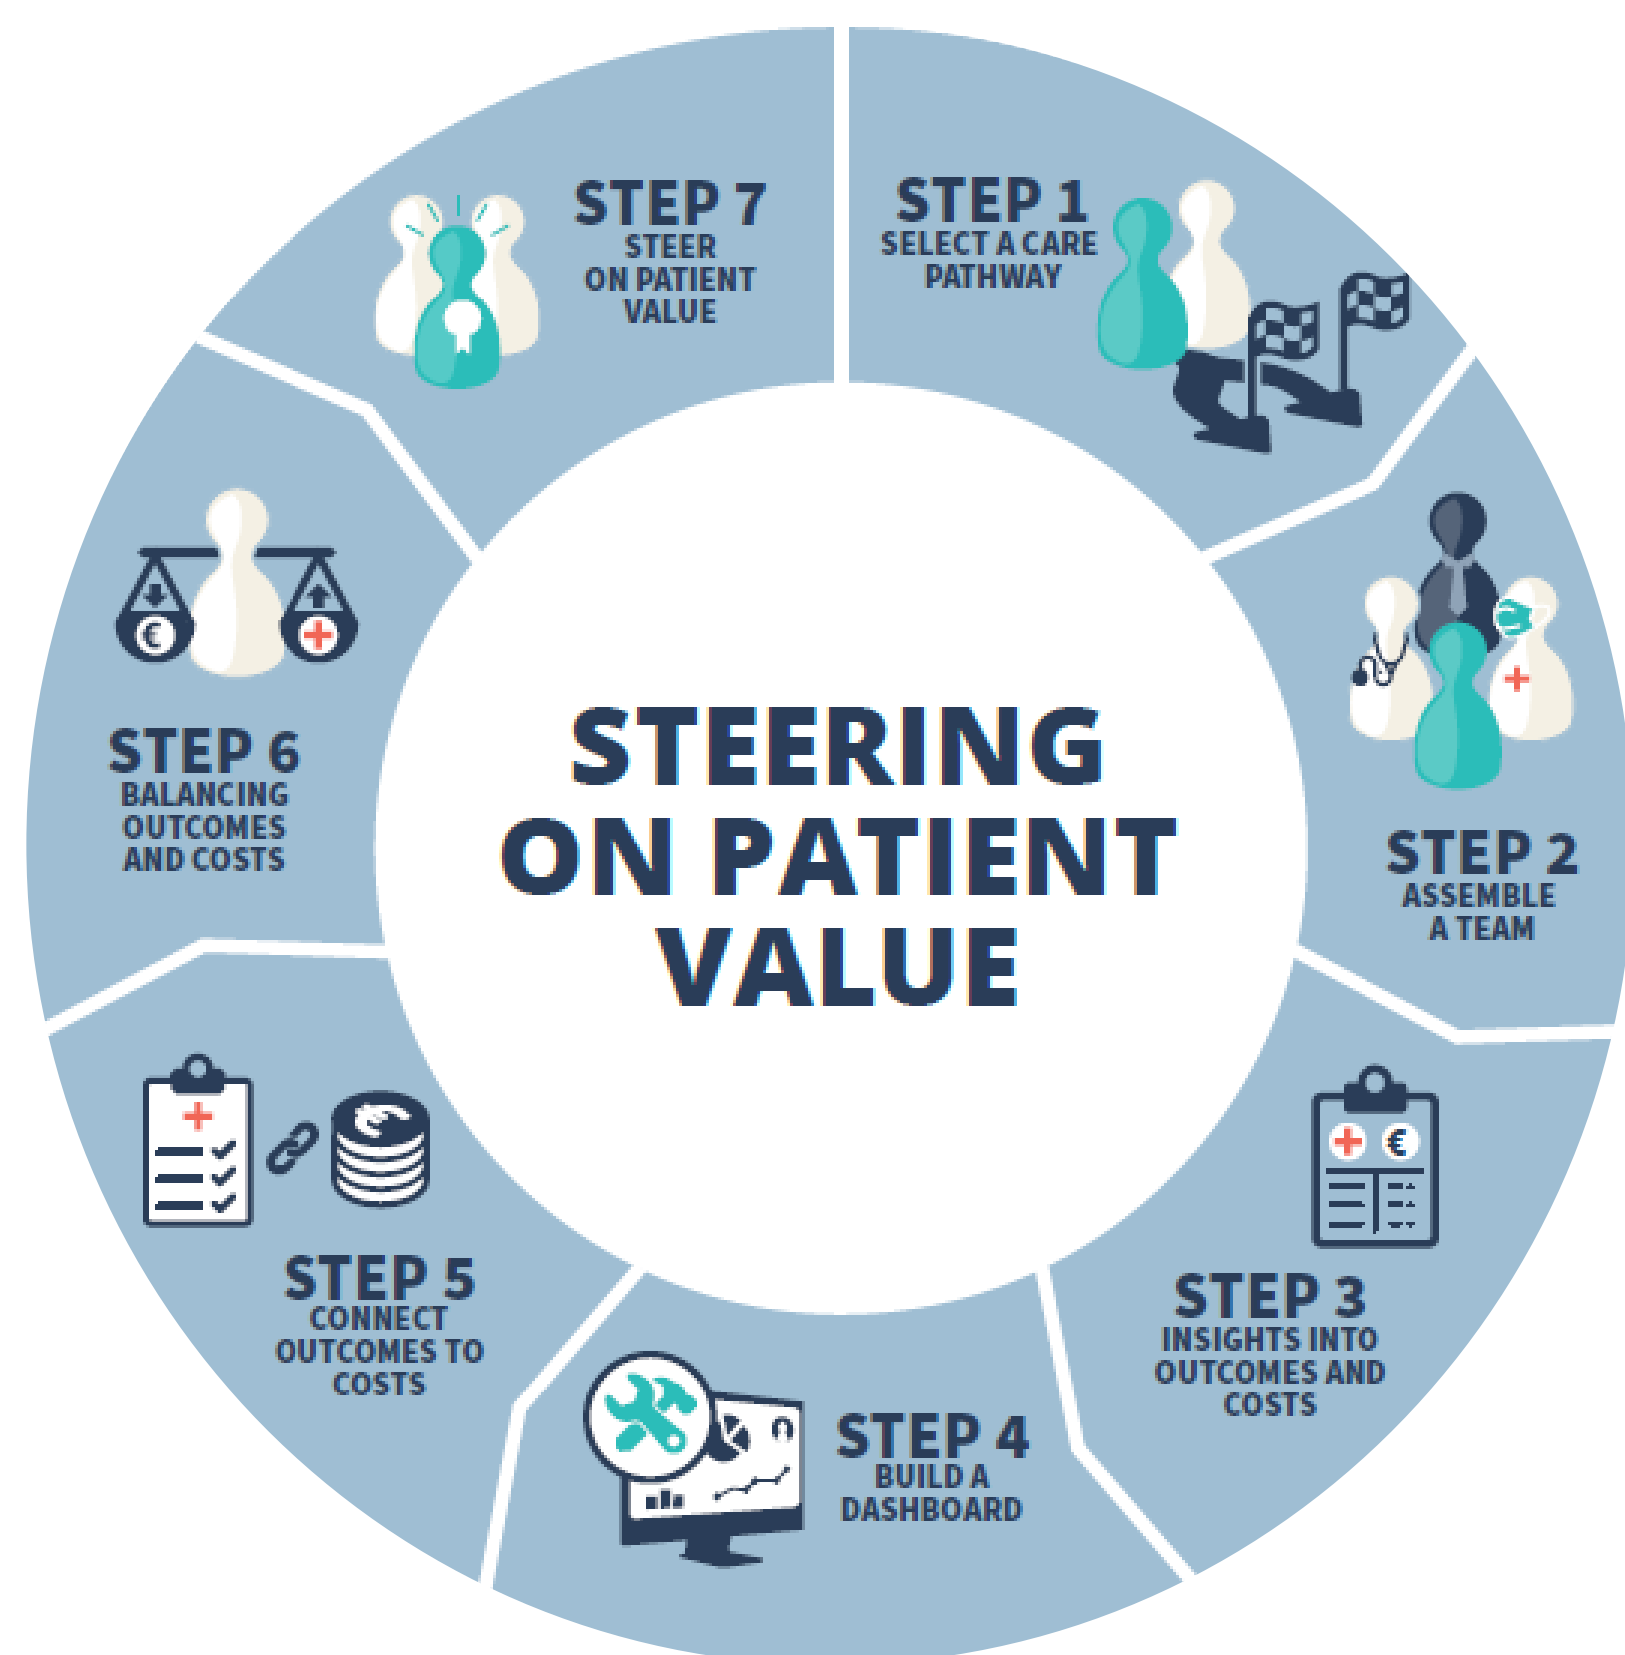 STEERING
ON PATIENT
VALUE
STEP 1
SELECT A CARE
PATHWAY
STEP 2
ASSEMBLE
A TEAM
€
STEP 3
INSIGHTS INTO
OUTCOMES AND
COSTS
STEP 4
BUILD A
DASHBOARD
STEP 5
CONNECT
OUTCOMES TO
COSTS
€
STEP 6
BALANCING
OUTCOMES
AND COSTS
STEP 7
STEER
ON PATIENT
VALUE